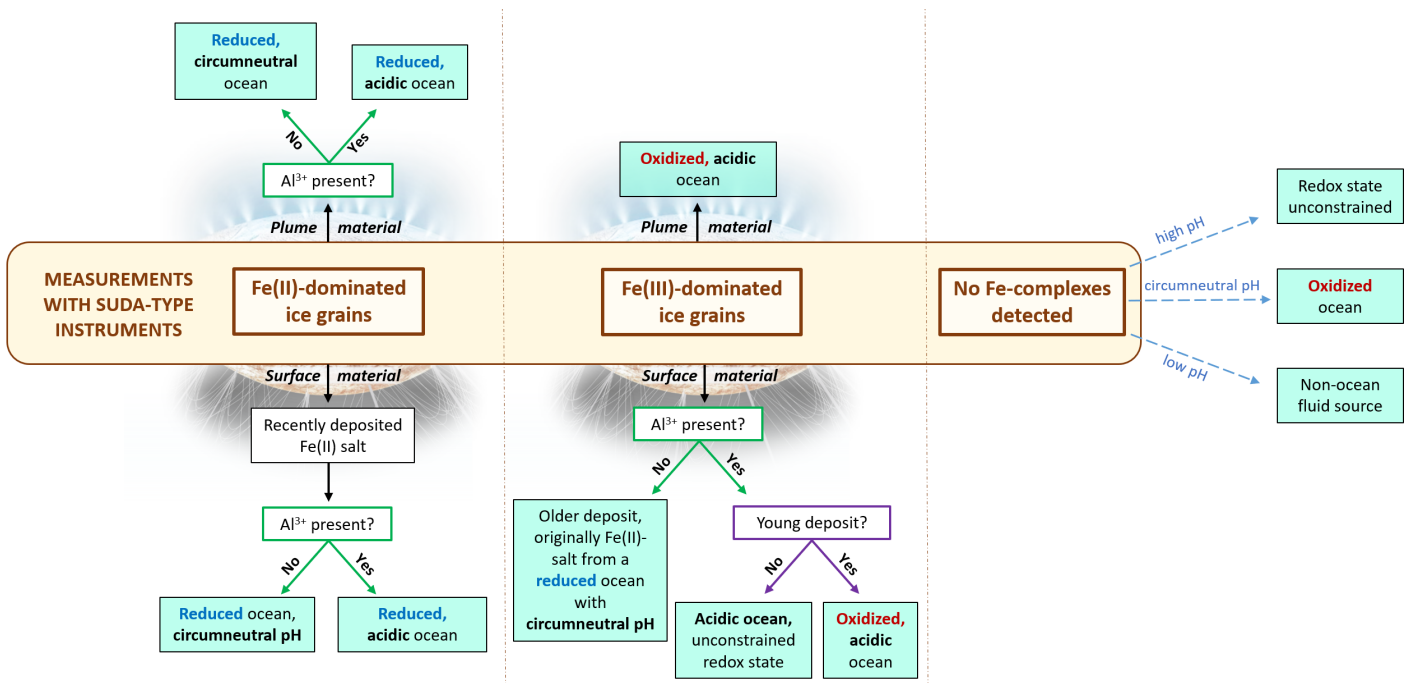 Reduced,
circumneutral
ocean
Reduced,
acidic ocean
No
Yes
Al³⁺ present?
Plume material
Oxidized, acidic
ocean
Plume material
MEASUREMENTS
WITH SUDA-TYPE
INSTRUMENTS
Fe(II)-dominated
ice grains
Fe(III)-dominated
ice grains
No Fe-complexes
detected
high pH
circumneutral pH
low pH
Redox state
unconstrained
Oxidized
ocean
Non-ocean
fluid source
Surface material
Recently deposited
Fe(II) salt
Al³⁺ present?
No
Yes
Reduced ocean,
circumneutral pH
Reduced,
acidic ocean
Surface material
Al³⁺ present?
No
Yes
Older deposit,
originally Fe(II)-
salt from a
reduced ocean
with
circumneutral pH
Young deposit?
No
Yes
Acidic ocean,
unconstrained
redox state
Oxidized,
acidic
ocean